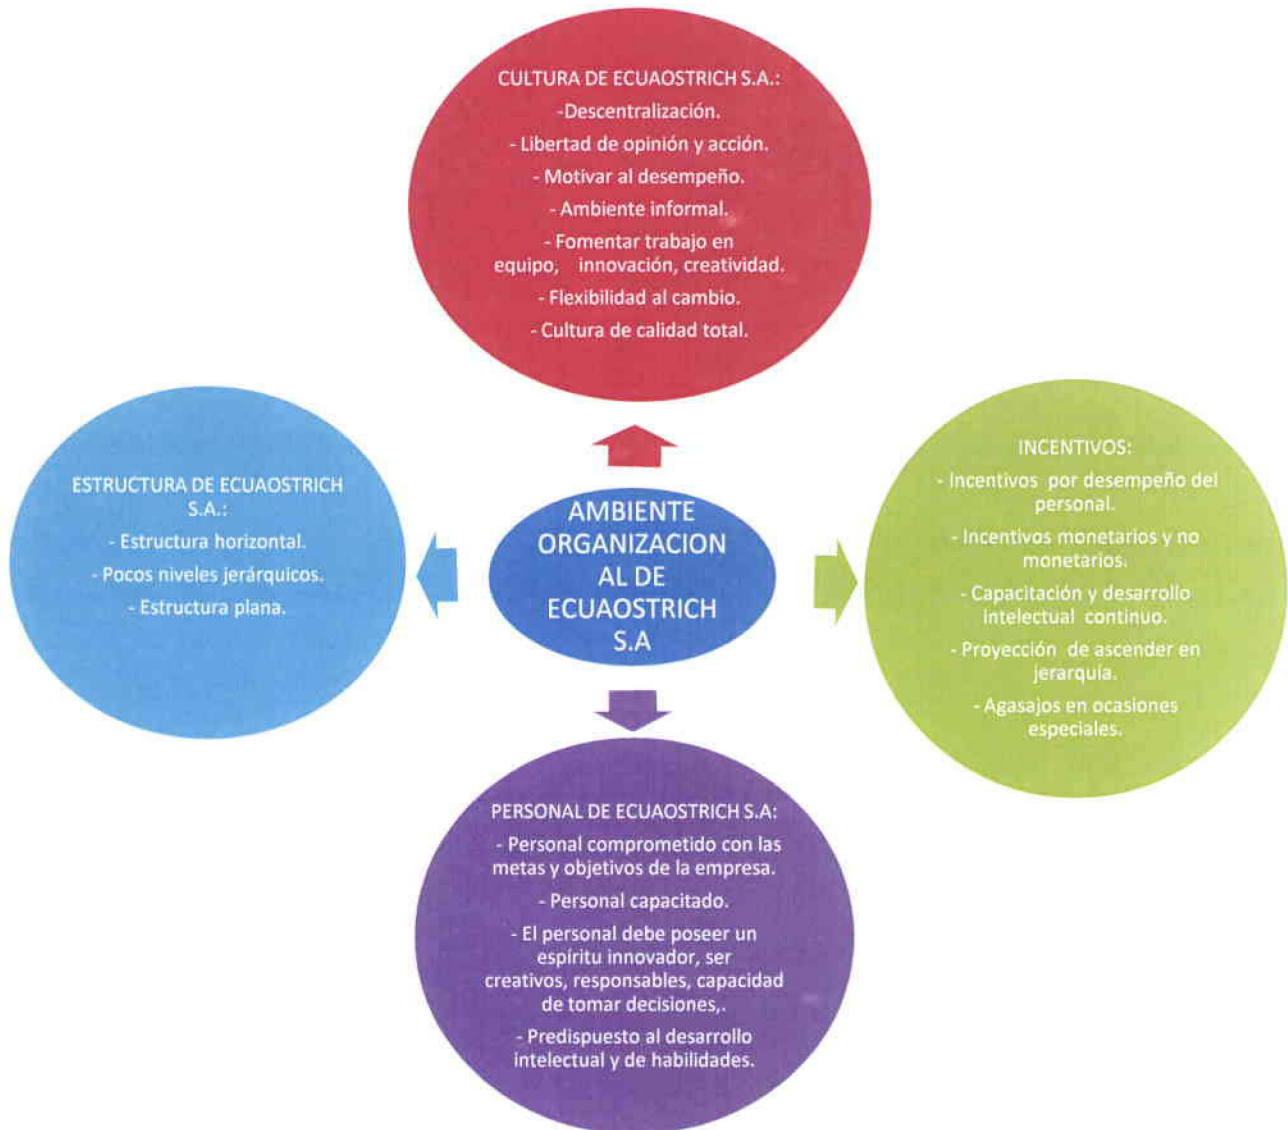 CULTURA DE ECUAOSTRICH S.A.:
-Descentralización.
- Libertad de opinión y acción.
- Motivar al desempeño.
- Ambiente informal.
- Fomentar trabajo en
equipo, innovación, creatividad.
- Flexibilidad al cambio.
- Cultura de calidad total.
ESTRUCTURA DE ECUAOSTRICH
S.A.:
- Estructura horizontal.
- Pocos niveles jerárquicos.
- Estructura plana.
AMBIENTE
ORGANIZACION
AL DE
ECUAOSTRICH
S.A
INCENTIVOS:
- Incentivos por desempeño del
personal.
- Incentivos monetarios y no
monetarios.
- Capacitación y desarrollo
intelectual continuo.
- Proyección de ascender en
jerarquía.
- Agasajos en ocasiones
especiales.
PERSONAL DE ECUAOSTRICH S.A:
- Personal comprometido con las
metas y objetivos de la empresa.
- Personal capacitado.
- El personal debe poseer un
espíritu innovador, ser
creativos, responsables, capacidad
de tomar decisiones,.
- Predispuesto al desarrollo
intelectual y de habilidades.